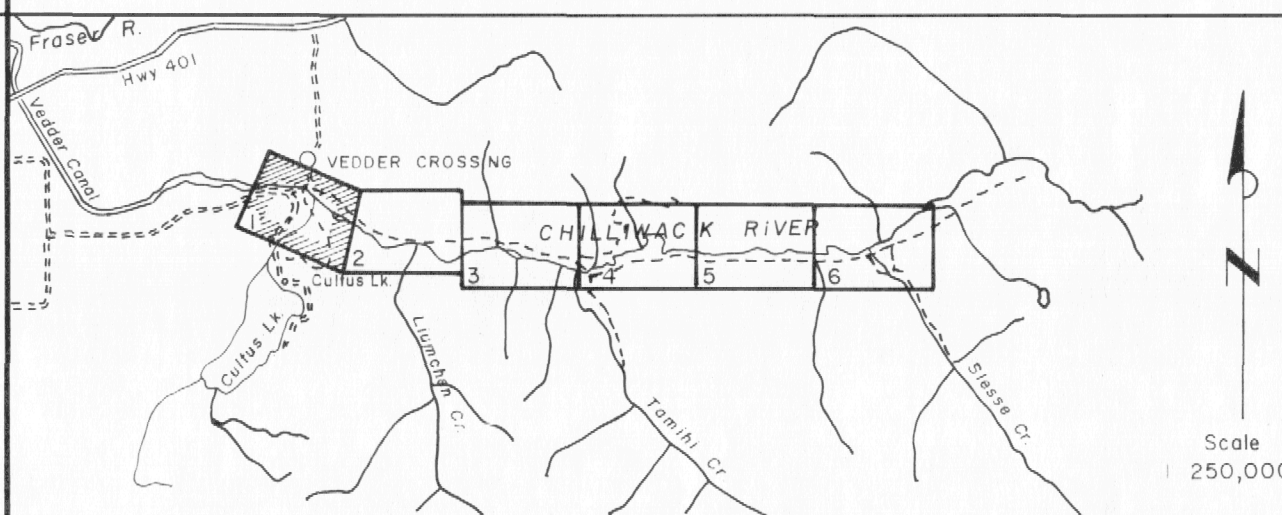 Fraser R.
Hwy 401
Vedder Canal
VEDDER CROSSING
CHILLIWACK RIVER
2
3
4
5
6
Cultus Lk.
Cultus Lk.
Liumchen Cr.
Tamihi Cr.
Slesse Cr.
N
Scale
1 250,000